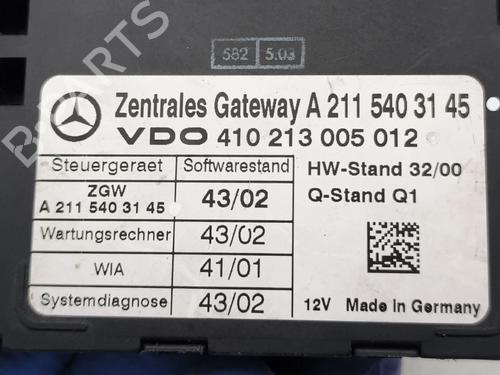 582 5.03
Zentrales Gateway A 211 540 31 45
VDO 410 213 005 012
Steuergeraet Softwarestand
HW-Stand 32/00
ZGW
A 211 540 31 45 43/02
Q-Stand Q1
Wartungsrechner 43/02
WIA 41/01
Systemdiagnose 43/02
12V Made in Germany